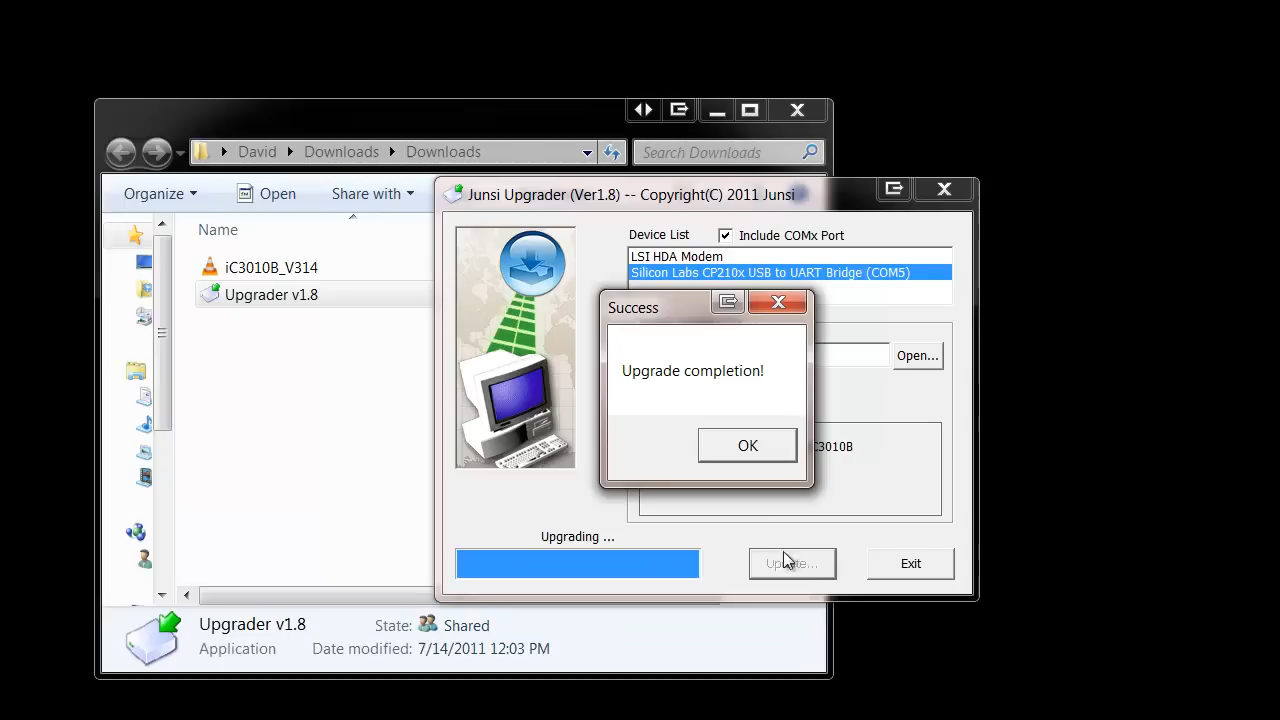 David Downloads Downloads
Search Downloads
Organize Open Share with
Name
iC3010B_V314
Upgrader v1.8
Junsi Upgrader (Ver1.8) -- Copyright(C) 2011 Junsi
Device List Include COMx Port
LSI HDA Modem
Silicon Labs CP210x USB to UART Bridge (COM5)
Success
Open...
Upgrade completion!
OK
C3010B
Upgrading ...
Exit
Upgrader v1.8 State: Shared
Application Date modified: 7/14/2011 12:03 PM